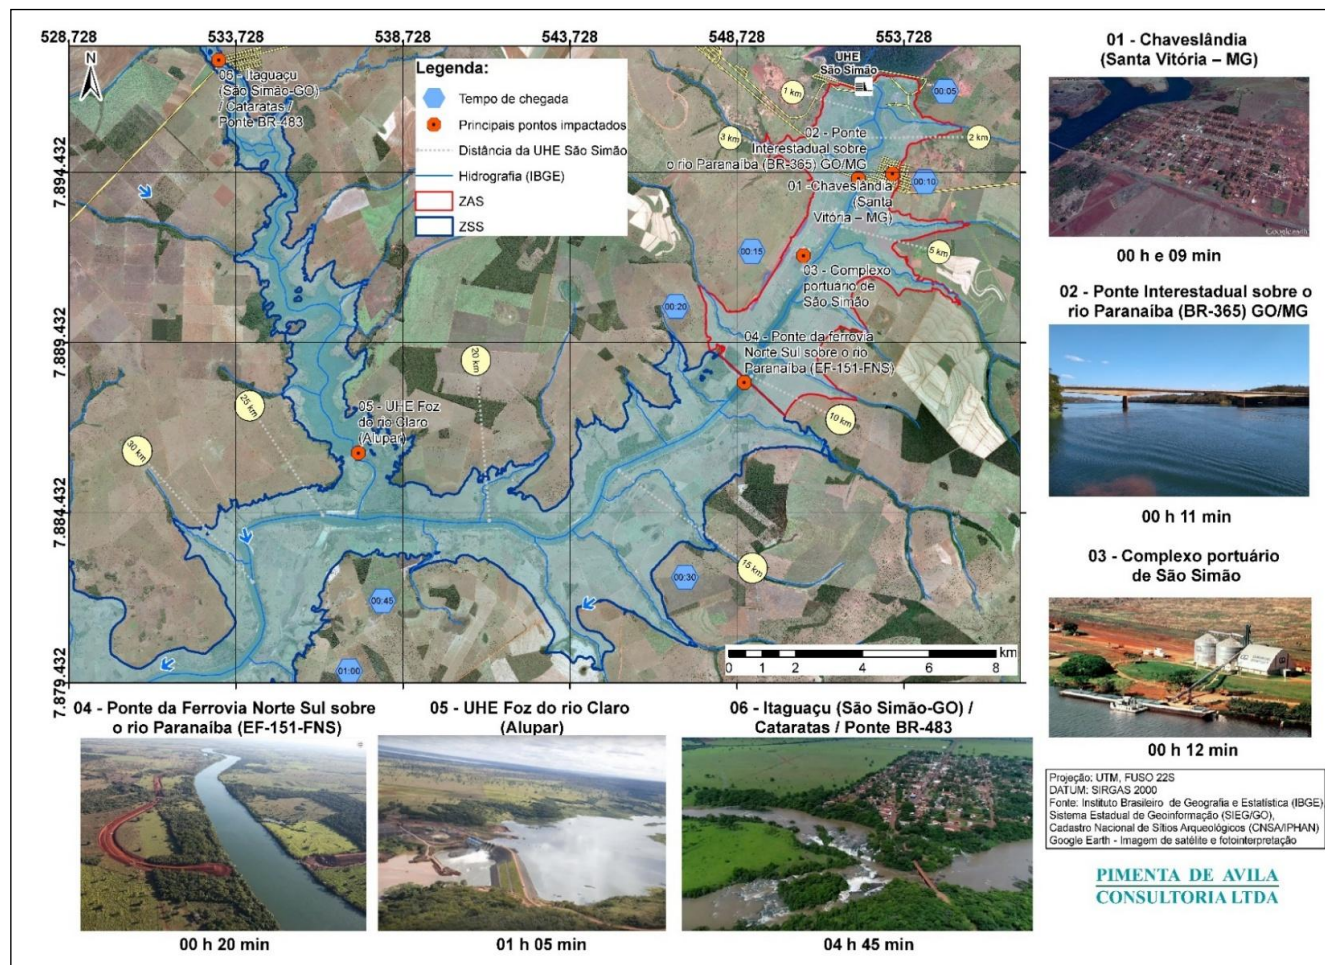 528,728
533,728
538,728
543,728
548,728
553,728
N
06 - Itaguaçu
(São Simão-GO)
/ Cataratas /
Ponte BR-483
Legenda:
Tempo de chegada
Principais pontos impactados
Distância da UHE São Simão
Hidrografia (IBGE)
ZAS
ZSS
UHE
São Simão
1 km
00:05
3 km
2 km
02 - Ponte
Interestadual sobre
o rio Paranaíba (BR-365) GO/MG
01 -Chaveslândia
(Santa
Vitória – MG)
00:10
00:15
5 km
03 - Complexo
portuário de
São Simão
00:20
04 - Ponte da ferrovia
Norte Sul sobre o rio
Paranaíba (EF-151-FNS)
20 km
25 km
10 km
05 - UHE Foz
do rio Claro
(Alupar)
30 km
15 km
00:30
00:45
01:00
km
0 1 2 4 6 8
7.894.432
7.889.432
7.884.432
7.879.432
01 - Chaveslândia
(Santa Vitória – MG)
Google
00 h e 09 min
02 - Ponte Interestadual sobre o
rio Paranaíba (BR-365) GO/MG
00 h 11 min
03 - Complexo portuário
de São Simão
00 h 12 min
04 - Ponte da Ferrovia Norte Sul sobre
o rio Paranaíba (EF-151-FNS)
00 h 20 min
05 - UHE Foz do rio Claro
(Alupar)
01 h 05 min
06 - Itaguaçu (São Simão-GO) /
Cataratas / Ponte BR-483
04 h 45 min
Projeção: UTM, FUSO 22S
DATUM: SIRGAS 2000
Fonte: Instituto Brasileiro de Geografia e Estatística (IBGE),
Sistema Estadual de Geoinformação (SIEG/GO),
Cadastro Nacional de Sítios Arqueológicos (CNSA/IPHAN)
Google Earth - Imagem de satélite e fotointerpretação
PIMENTA DE AVILA
CONSULTORIA LTDA